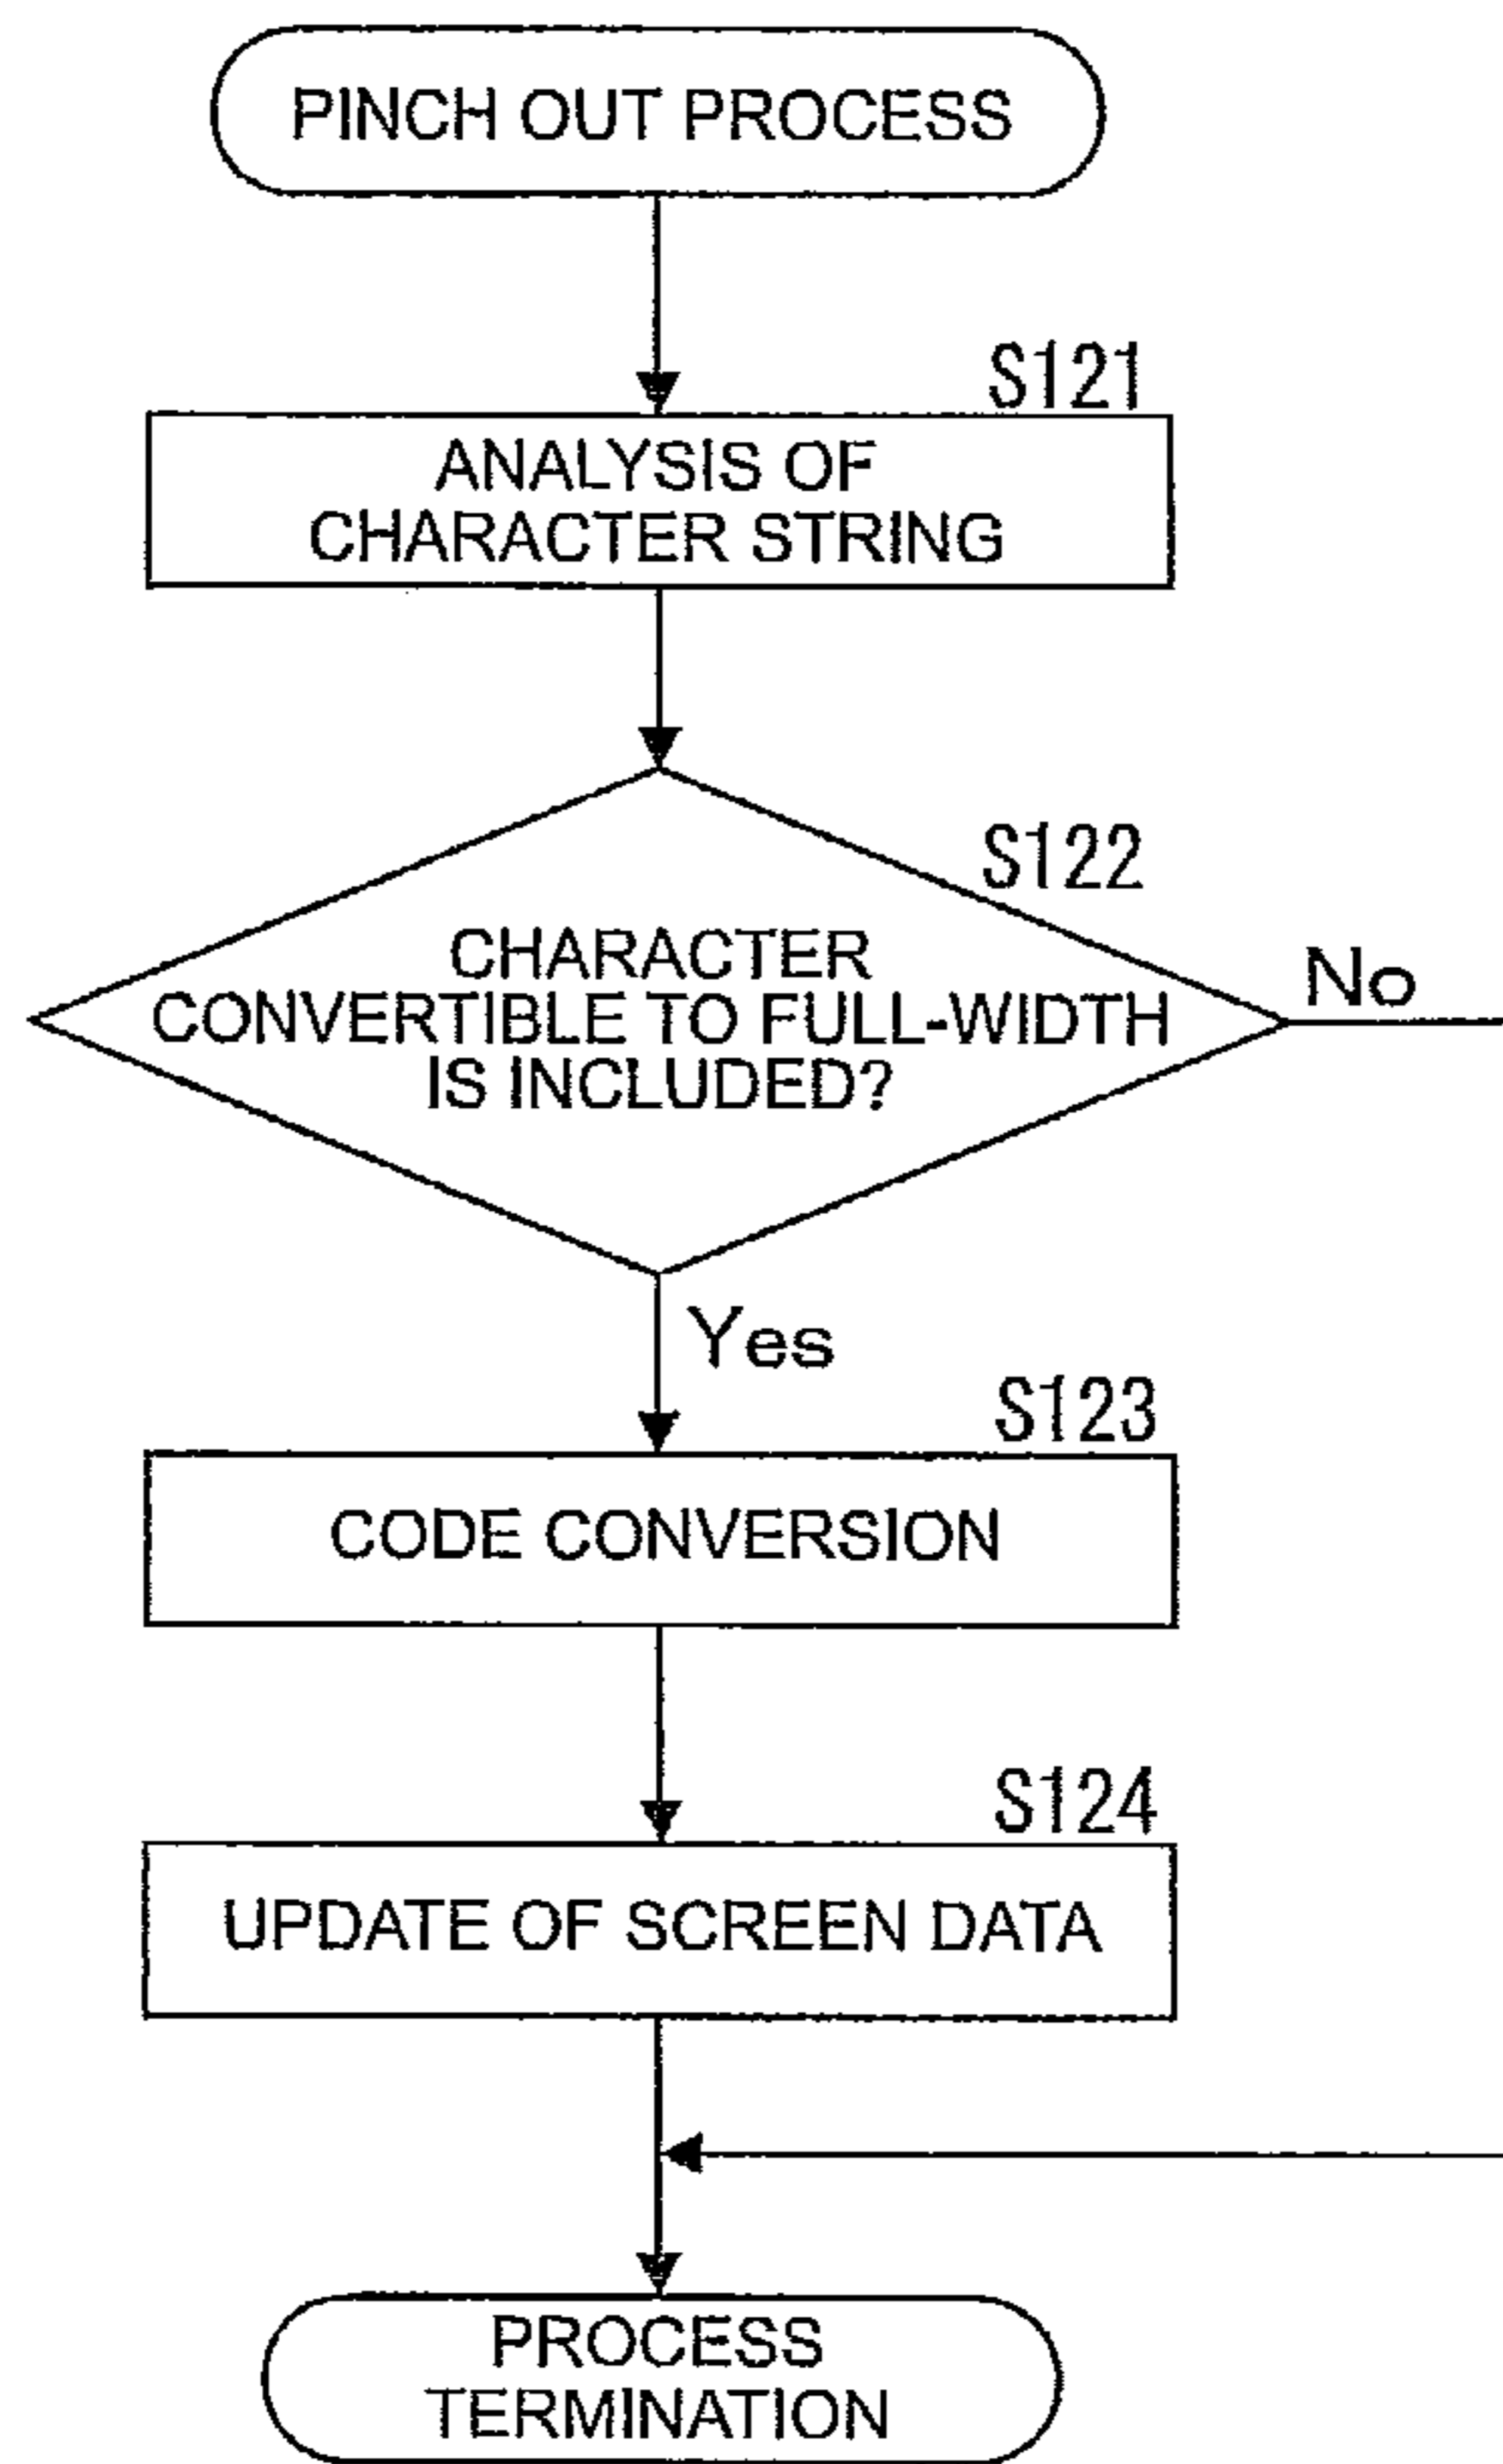 PINCH OUT PROCESS
S121
ANALYSIS OF
CHARACTER STRING
S122
CHARACTER
CONVERTIBLE TO FULL-WIDTH
IS INCLUDED?
No
Yes
S123
CODE CONVERSION
S124
UPDATE OF SCREEN DATA
PROCESS
TERMINATION